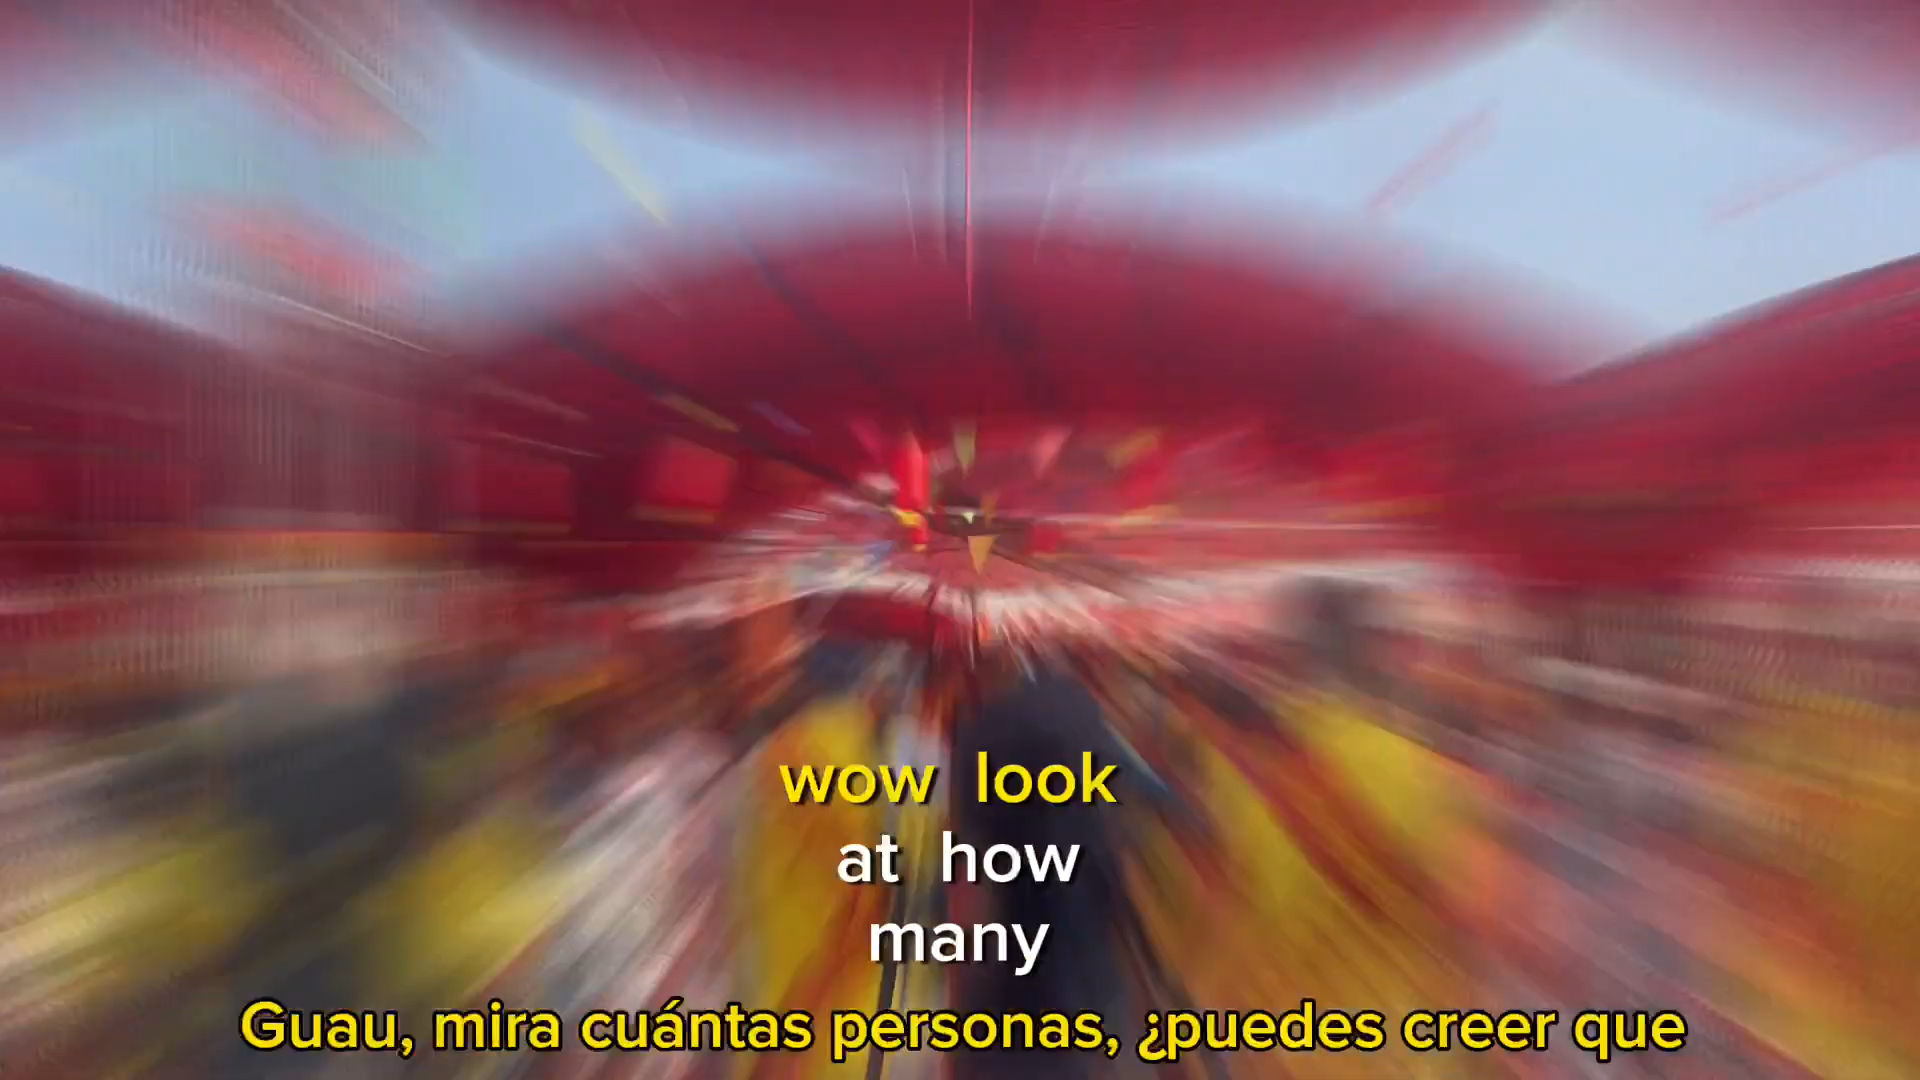 wow look
at how
many
Guau, mira cuántas personas, ¿puedes creer que